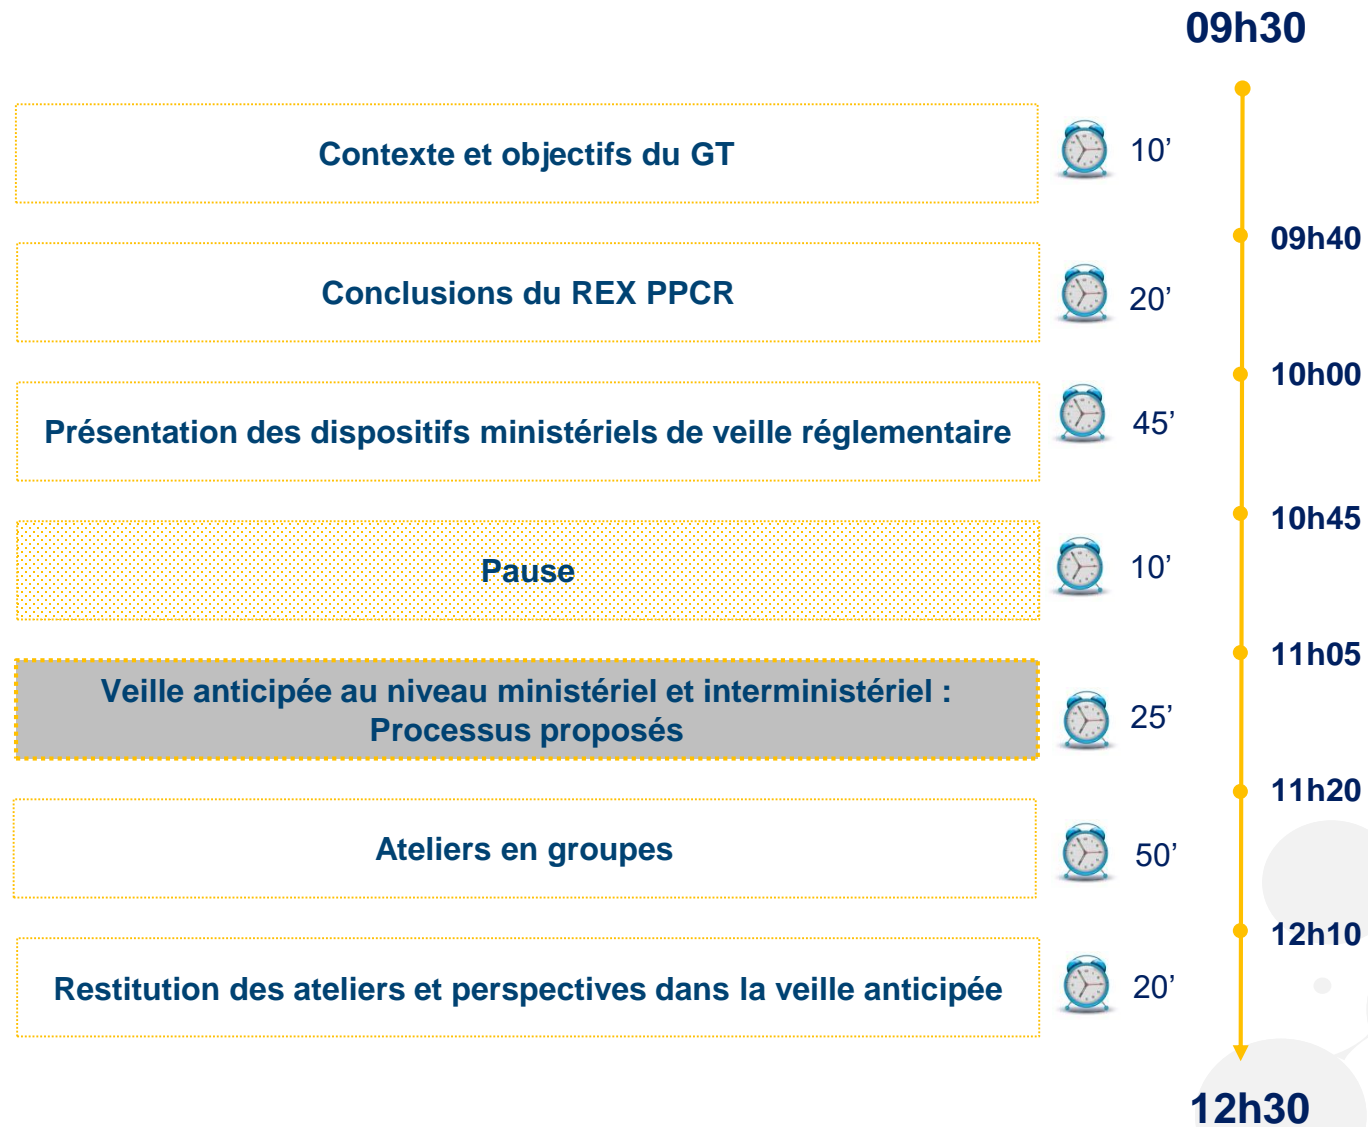 09h30
Contexte et objectifs du GT
10’
09h40
Conclusions du REX PPCR
20’
10h00
Présentation des dispositifs ministériels de veille réglementaire
45’
10h45
Pause
10’
11h05
Veille anticipée au niveau ministériel et interministériel :
Processus proposés
25’
11h20
Ateliers en groupes
50’
12h10
Restitution des ateliers et perspectives dans la veille anticipée
20’
12h30